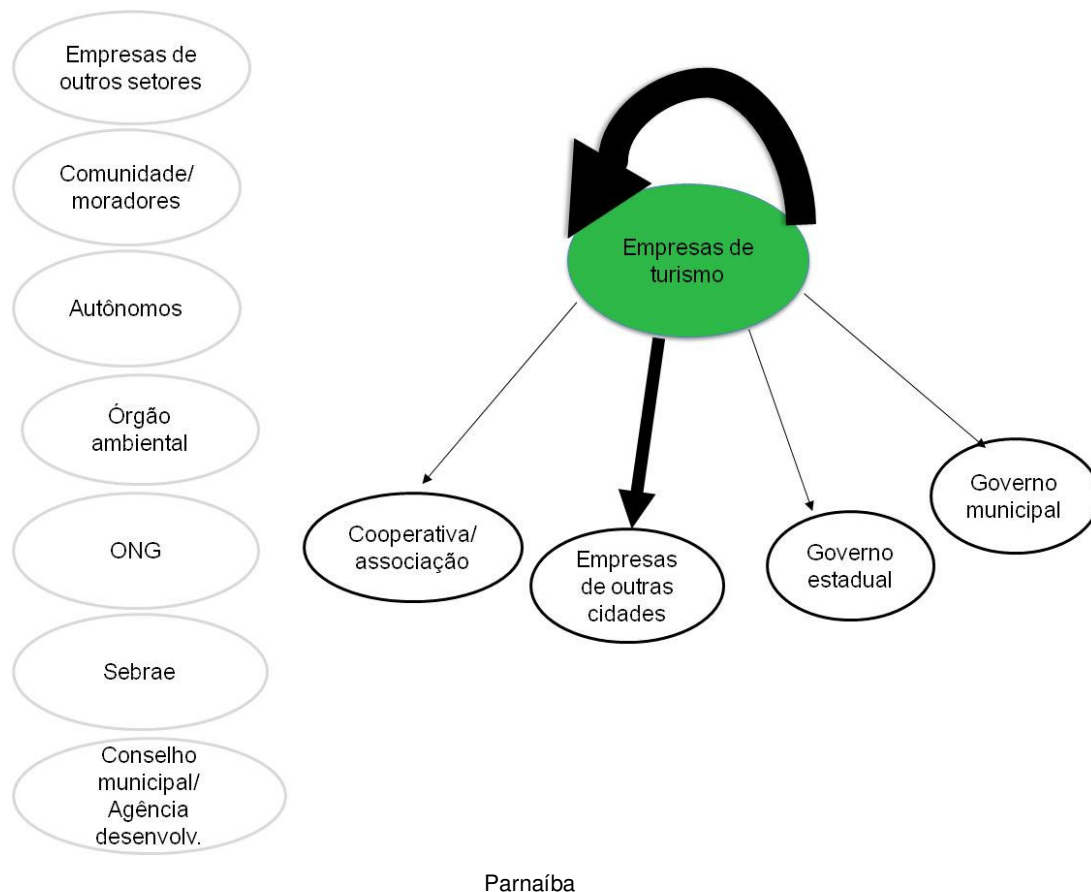 Empresas de
outros setores
Comunidade/
moradores
Autônomos
Órgão
ambiental
ONG
Sebrae
Conselho
municipal/
Agência
desenvolv.
Empresas de
turismo
Cooperativa/
associação
Empresas
de outras
cidades
Governo
estadual
Governo
municipal
Parnaíba